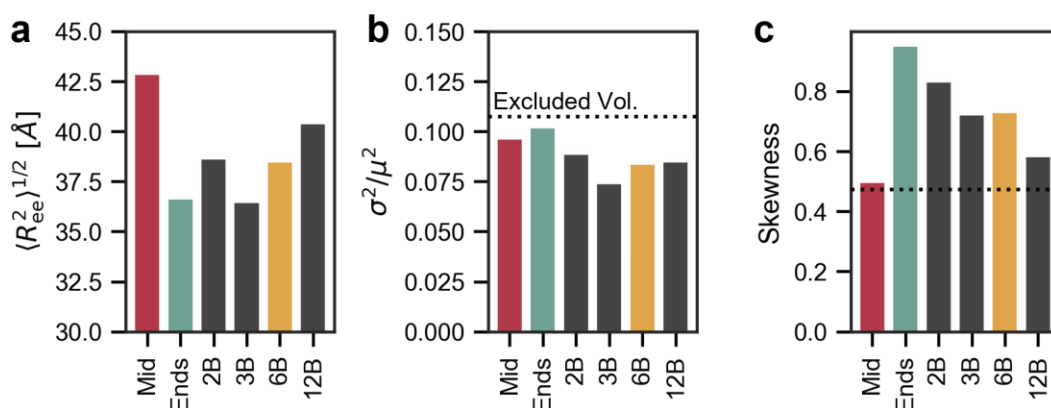 a
45.0
42.5
40.0
37.5
35.0
32.5
30.0
⟨R²ee⟩^1/2 [Å]
Mid
Ends
2B
3B
6B
12B
b
0.150
0.125
0.100
0.075
0.050
0.025
0.000
σ²/μ²
Excluded Vol.
Mid
Ends
2B
3B
6B
12B
c
0.8
0.6
0.4
0.2
0.0
Skewness
Mid
Ends
2B
3B
6B
12B